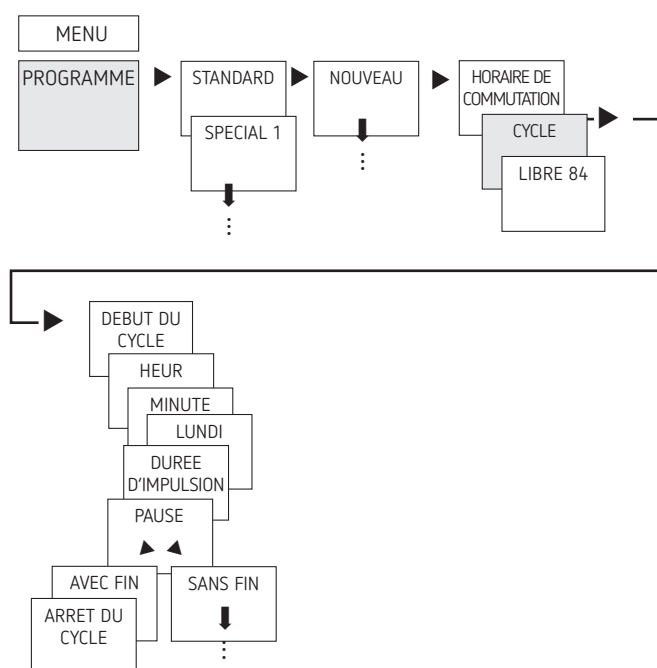 MENU
PROGRAMME
STANDARD
SPECIAL 1
NOUVEAU
HORAIRE DE
COMMUTATION
CYCLE
LIBRE 84
DEBUT DU
CYCLE
HEUR
MINUTE
LUNDI
DUREE
D'IMPULSION
PAUSE
AVEC FIN
SANS FIN
ARRET DU
CYCLE